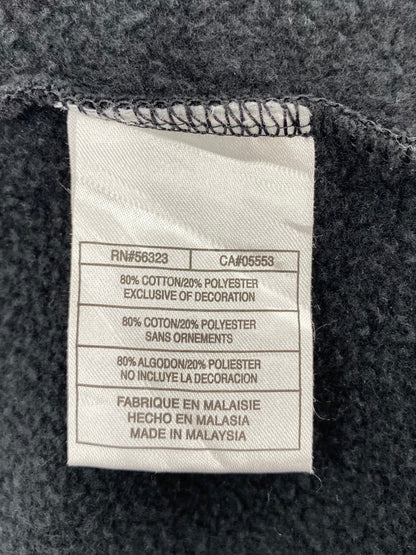 RN#56323 CA#05553
80% COTTON/20% POLYESTER
EXCLUSIVE OF DECORATION
80% COTON/20% POLYESTER
SANS ORNEMENTS
80% ALGODON/20% POLIESTER
NO INCLUYE LA DECORACION
FABRIQUE EN MALAISIE
HECHO EN MALASIA
MADE IN MALAYSIA